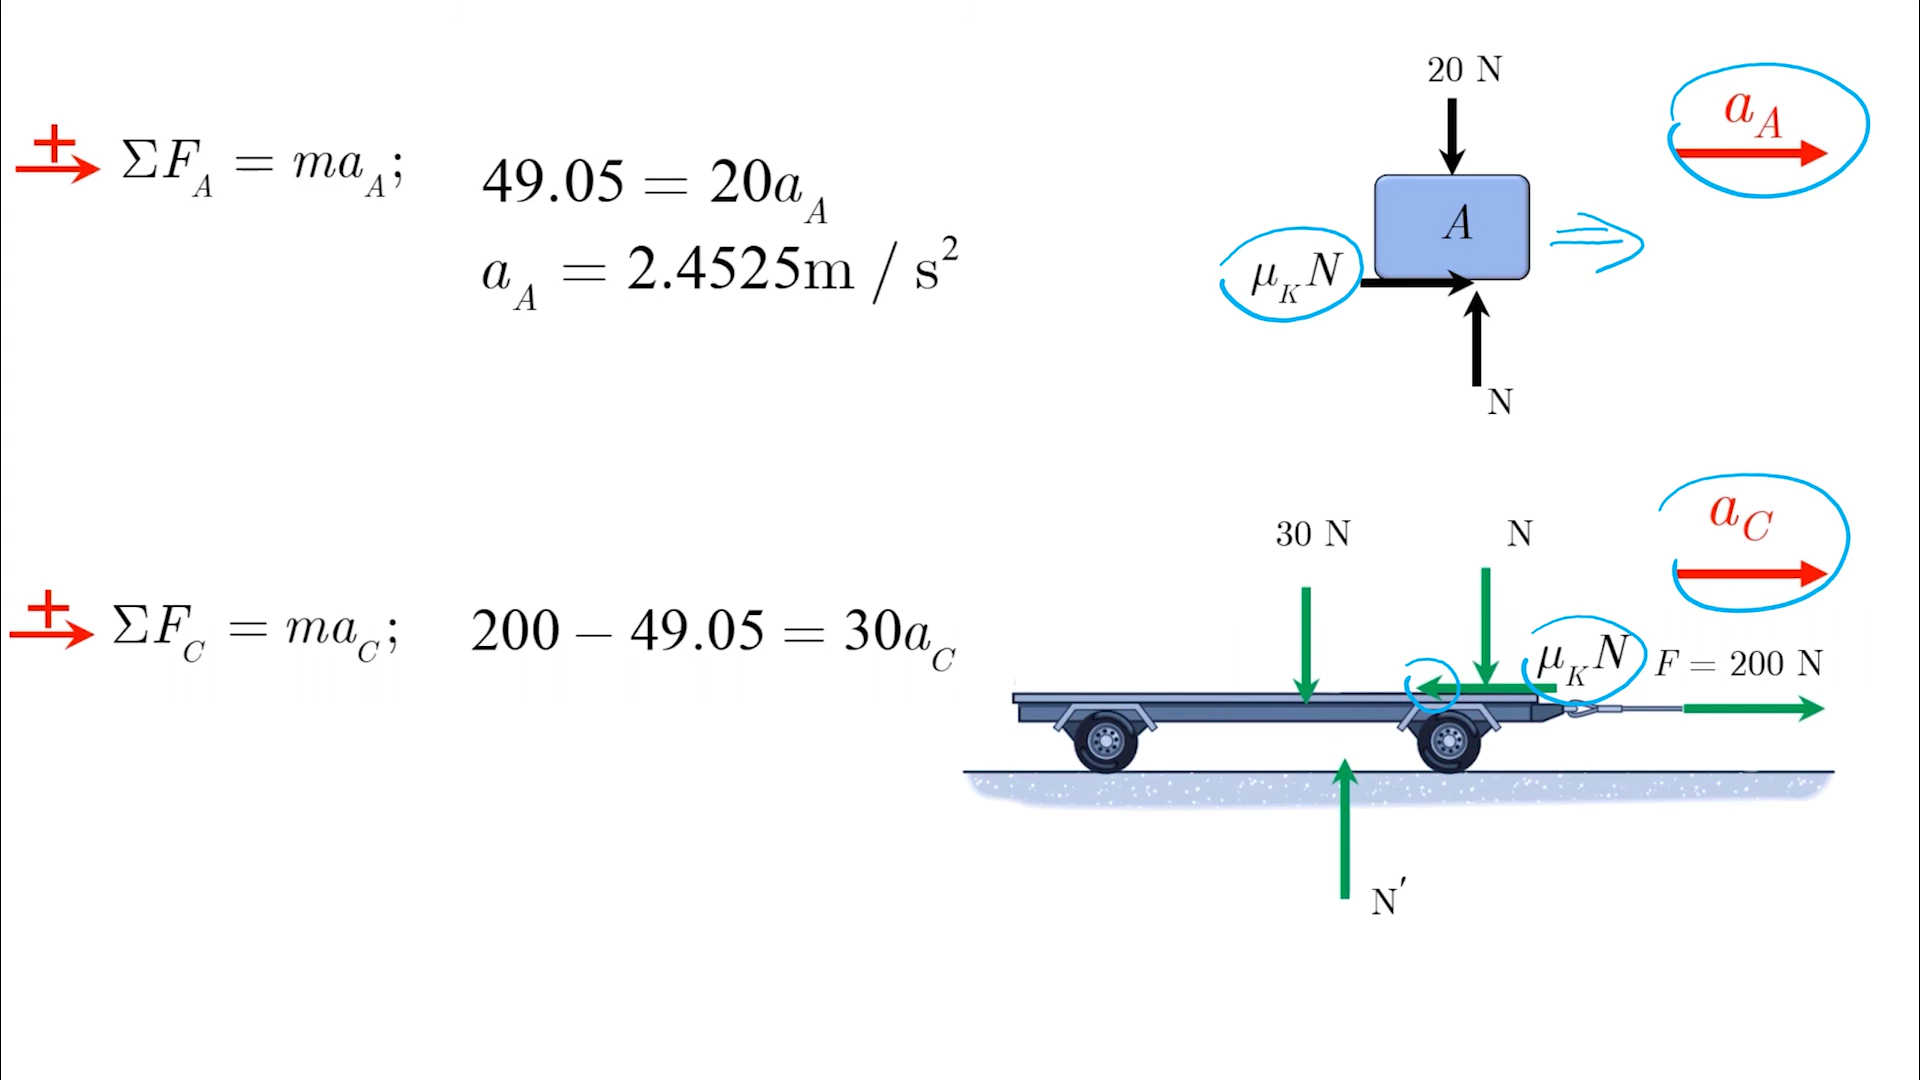 + ΣF_A = ma_A;
49.05 = 20a_A
a_A = 2.4525m / s²
20 N
A
a_A
μ_K N
N
+ ΣF_C = ma_C;
200 − 49.05 = 30a_C
30 N
N
a_C
μ_K N
F = 200 N
N′